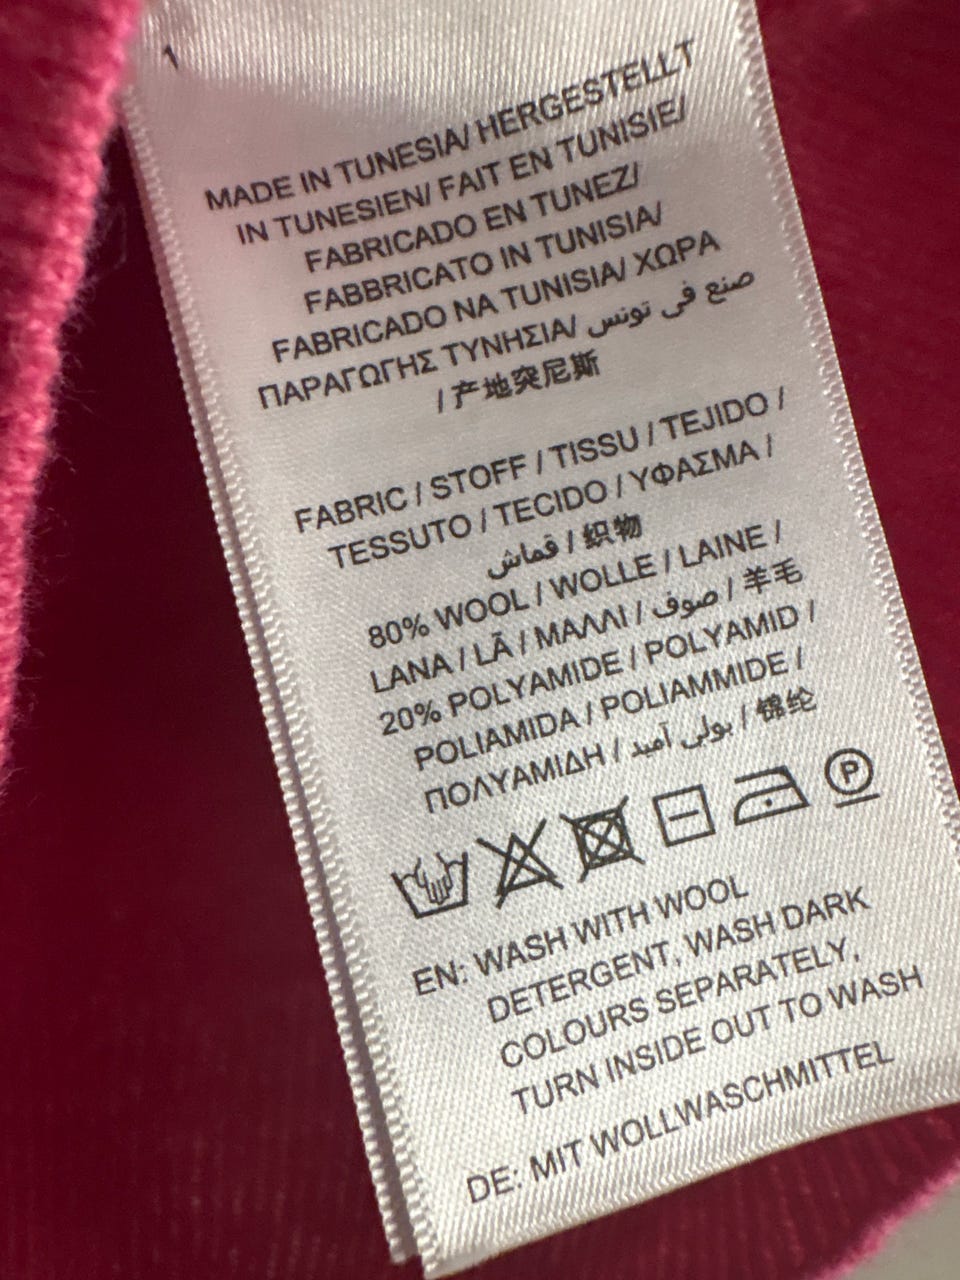 1
MADE IN TUNESIA/ HERGESTELLT
IN TUNESIEN/ FAIT EN TUNISIE/
FABRICADO EN TUNEZ/
FABBRICATO IN TUNISIA/
FABRICADO NA TUNISIA/ ΧΩΡΑ
ΠΑΡΑΓΩΓΗΣ ΤΥΝΗΣΙΑ/ صنع في تونس
/ 产地突尼斯
FABRIC / STOFF / TISSU / TEJIDO /
TESSUTO / TECIDO / ΥΦΑΣΜΑ /
قماش / 织物
80% WOOL / WOLLE / LAINE /
LANA / LÃ / ΜΑΛΛΙ / صوف / 羊毛
20% POLYAMIDE / POLYAMID /
POLIAMIDA / POLIAMMIDE /
ΠΟΛΥΑΜΙΔΗ / بولي آميد / 锦纶
P
EN: WASH WITH WOOL
DETERGENT, WASH DARK
COLOURS SEPARATELY,
TURN INSIDE OUT TO WASH
DE: MIT WOLLWASCHMITTEL